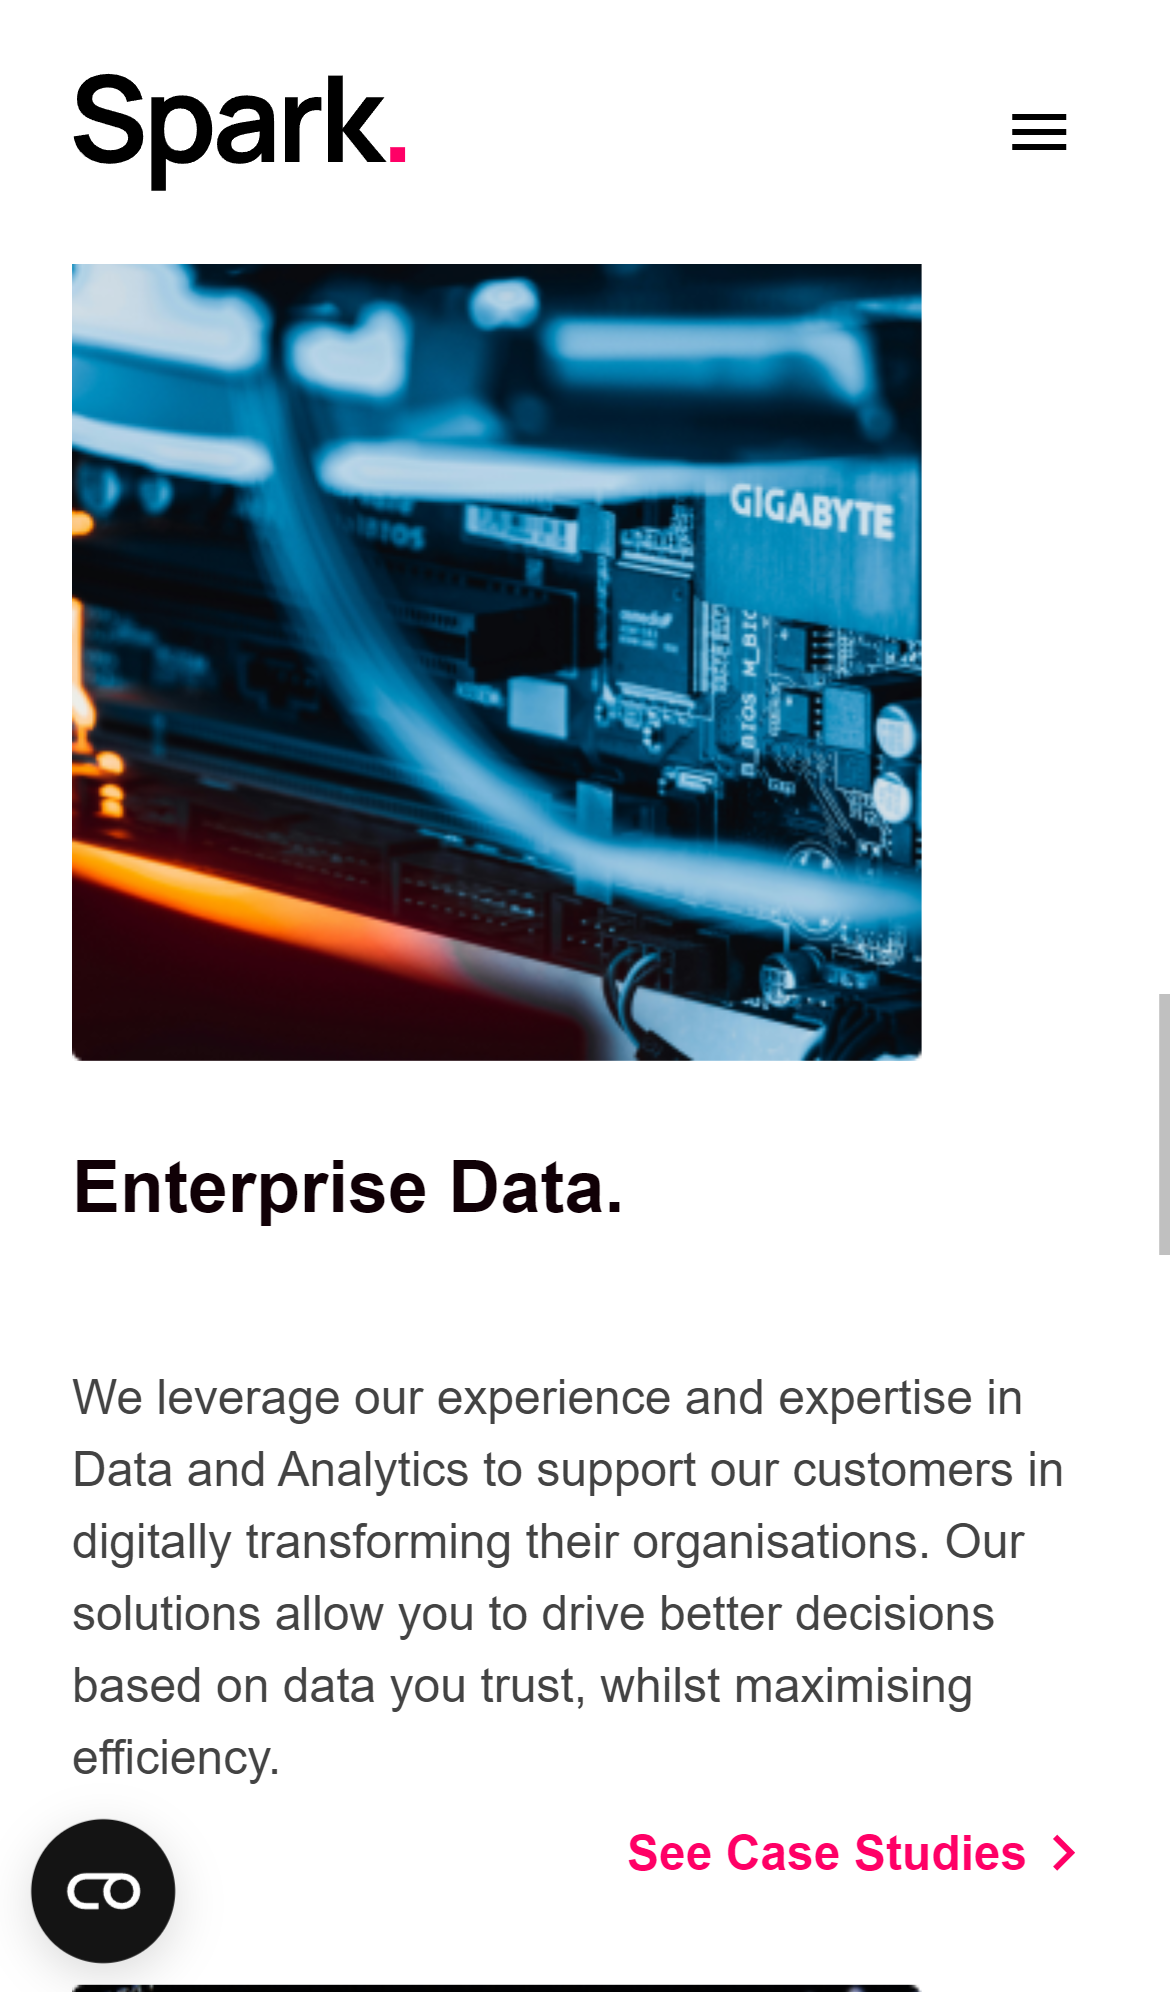 Spark.
GIGABYTE
B_BIOS M_BIO
Enterprise Data.
We leverage our experience and expertise in
Data and Analytics to support our customers in
digitally transforming their organisations. Our
solutions allow you to drive better decisions
based on data you trust, whilst maximising
efficiency.
See Case Studies